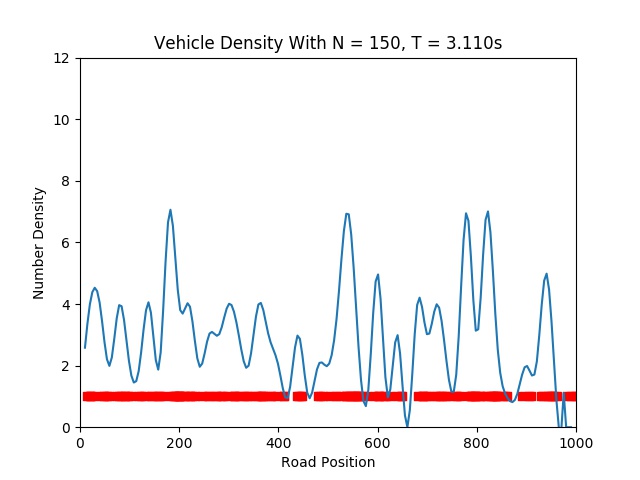 Vehicle Density With N = 150, T = 3.110s
12
10
8
6
4
2
0
Number Density
0 200 400 600 800 1000
Road Position